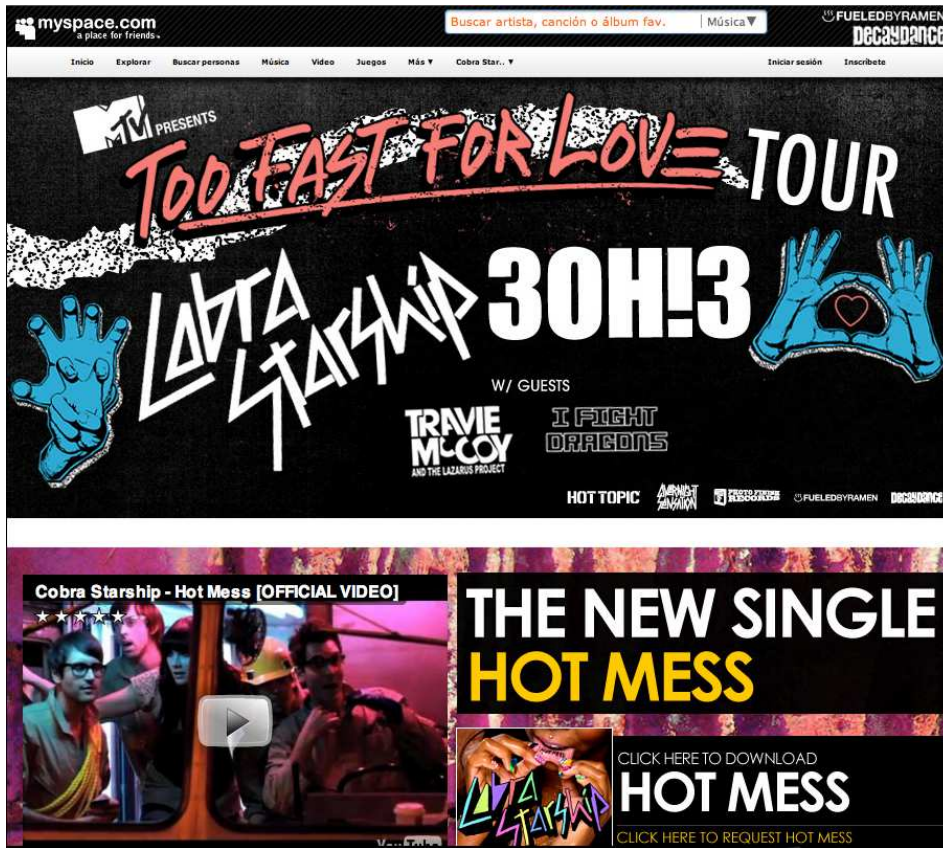 myspace.com
a place for friends
Buscar artista, canción o álbum fav. | Música▼
FUELEDBYRAMEN
DECAYDANCE
Inicio Explorar Buscar personas Música Video Juegos Más ▼ Cobra Star.. ▼ Iniciar sesión Inscríbete
MTV PRESENTS
TOO FAST FOR LOVE TOUR
Cobra Starship 3OH!3
W/ GUESTS
TRAVIE McCOY AND THE LAZARUS PROJECT
I FIGHT DRAGONS
HOT TOPIC OVERNIGHT SENSATION PHOTO FINISH RECORDS FUELEDBYRAMEN DECAYDANCE
Cobra Starship - Hot Mess [OFFICIAL VIDEO]
YouTube
THE NEW SINGLE
HOT MESS
Cobra Starship
CLICK HERE TO DOWNLOAD
HOT MESS
CLICK HERE TO REQUEST HOT MESS